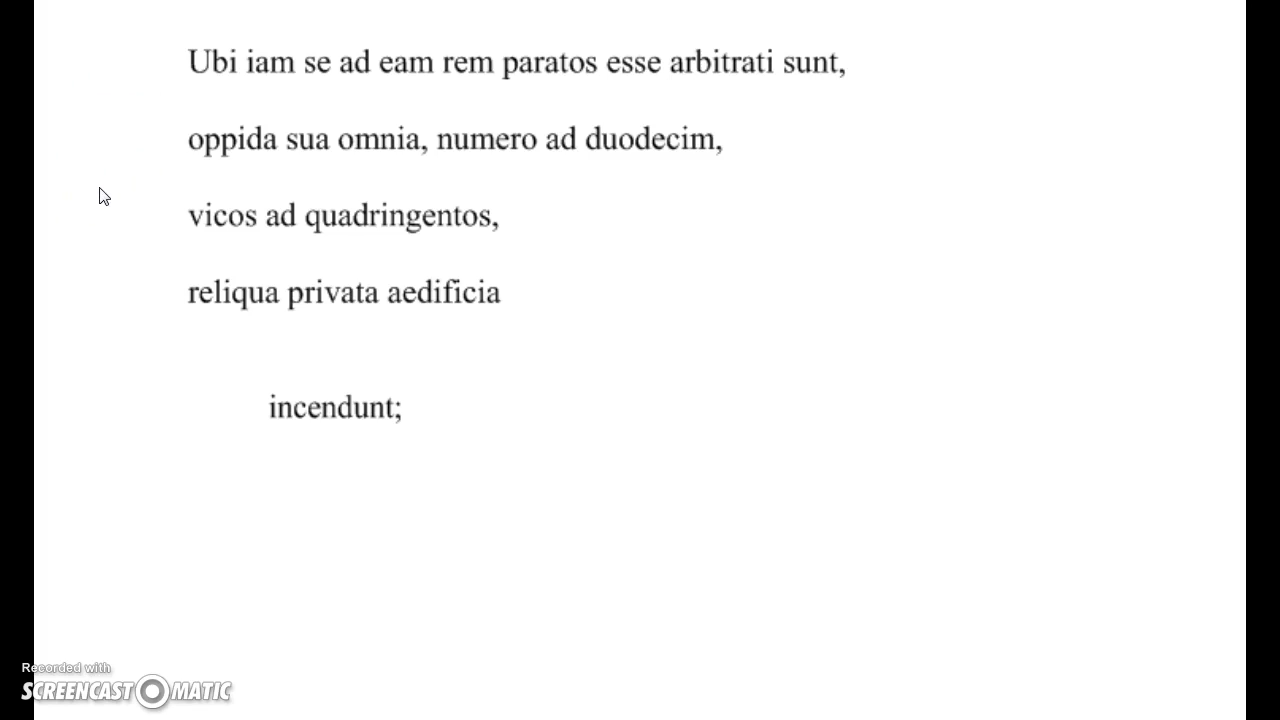 Ubi iam se ad eam rem paratos esse arbitrati sunt,
oppida sua omnia, numero ad duodecim,
vicos ad quadringentos,
reliqua privata aedificia
incendunt;
Recorded with
SCREENCAST MATIC